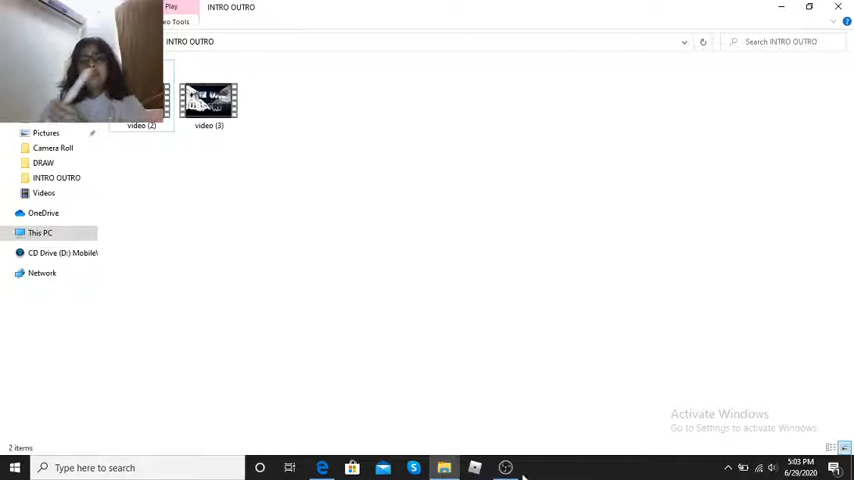 Play
INTRO OUTRO
eo Tools
INTRO OUTRO
Search INTRO OUTRO
video (2)
video (3)
Pictures
Camera Roll
DRAW
INTRO OUTRO
Videos
OneDrive
This PC
CD Drive (D:) Mobile\
Network
Activate Windows
Go to Settings to activate Windows.
2 items
Type here to search
5:03 PM
6/29/2020